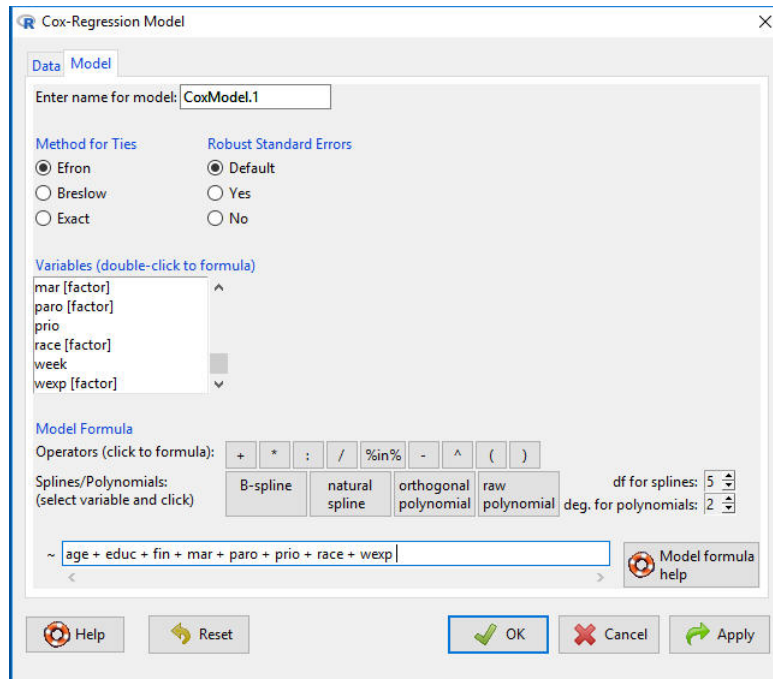 Cox-Regression Model
Data Model
Enter name for model: CoxModel.1
Method for Ties Robust Standard Errors
Efron Default
Breslow Yes
Exact No
Variables (double-click to formula)
mar [factor]
paro [factor]
prio
race [factor]
week
wexp [factor]
Model Formula
Operators (click to formula): + * : / %in% - ^ ( )
Splines/Polynomials:
(select variable and click)
B-spline
natural
spline
orthogonal
polynomial
raw
polynomial
df for splines: 5
deg. for polynomials: 2
~ age + educ + fin + mar + paro + prio + race + wexp
Model formula
help
Help Reset OK Cancel Apply